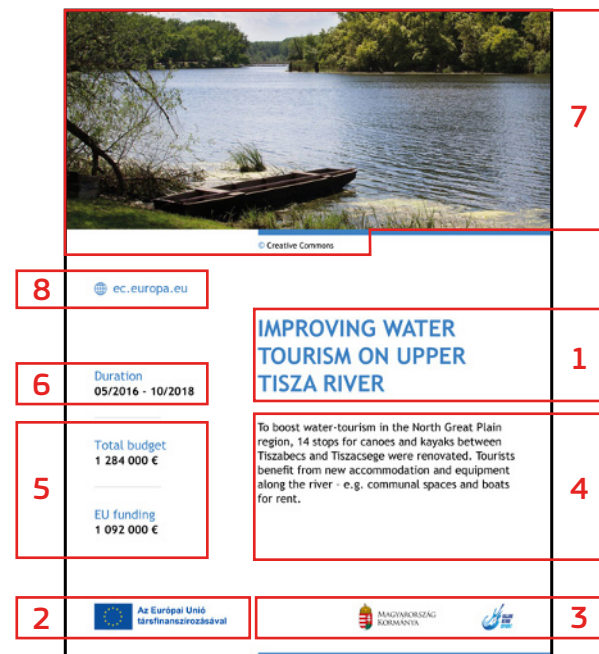 7
© Creative Commons
8
ec.europa.eu
IMPROVING WATER
TOURISM ON UPPER
TISZA RIVER
1
6
Duration
05/2016 - 10/2018
5
Total budget
1 284 000 €
EU funding
1 092 000 €
To boost water-tourism in the North Great Plain
region, 14 stops for canoes and kayaks between
Tiszabecs and Tiszacsege were renovated. Tourists
benefit from new accommodation and equipment
along the river - e.g. communal spaces and boats
for rent.
4
2
Az Európai Unió
társfinanszírozásával
MAGYARORSZÁG
KORMÁNYA
3